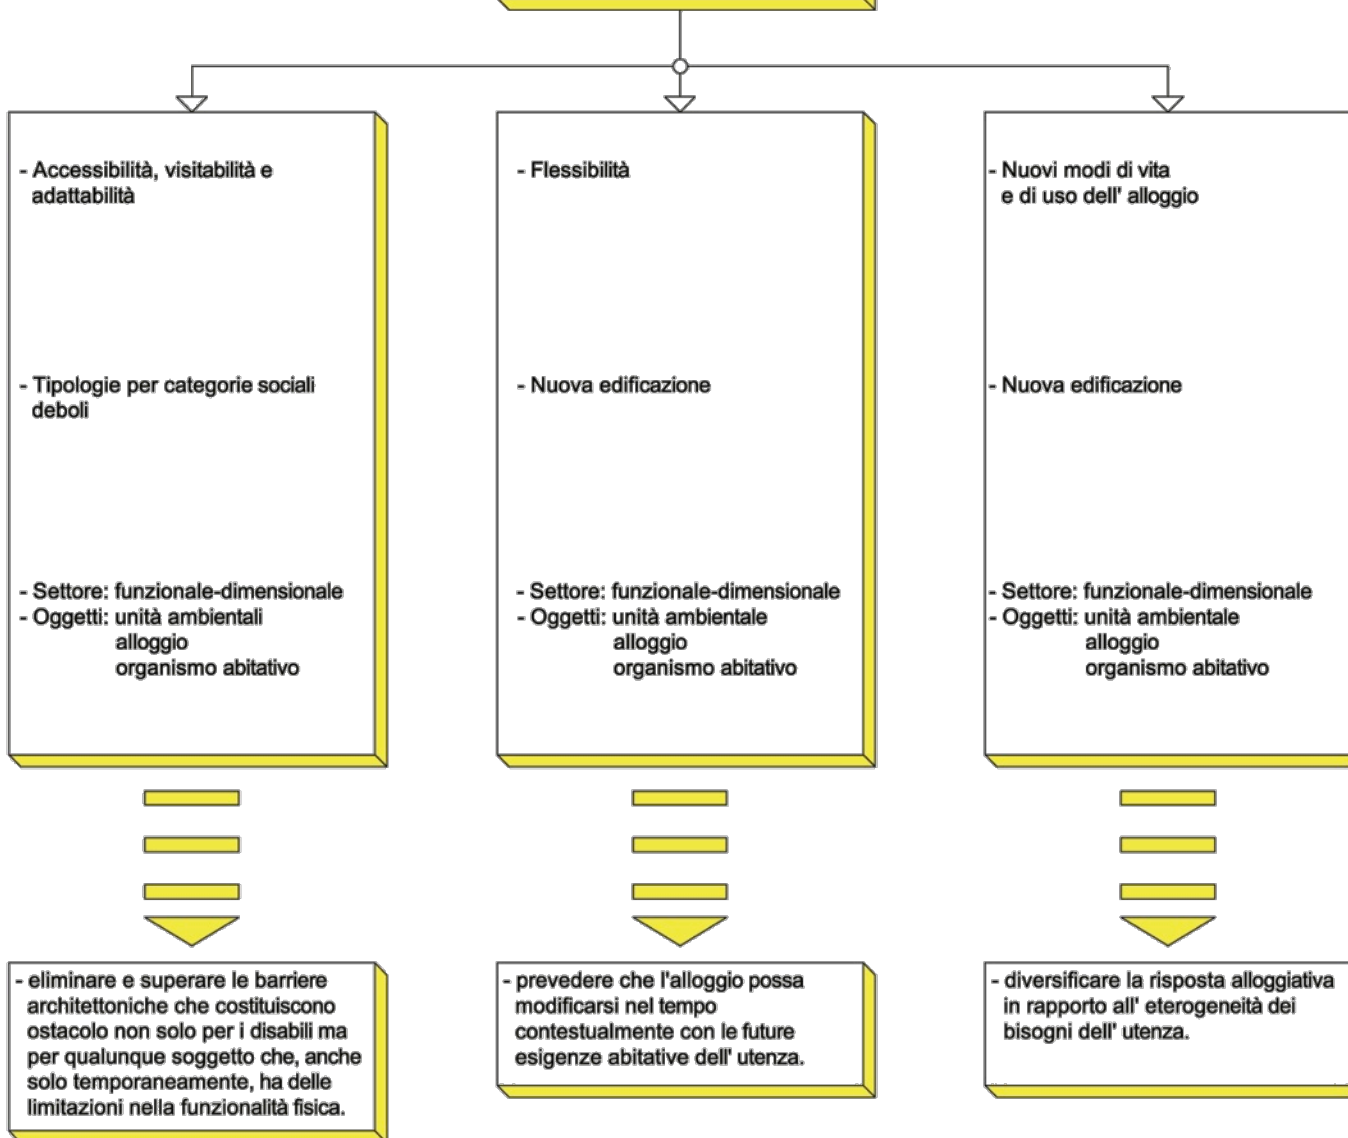 - Accessibilità, visitabilità e
adattabilità
- Tipologie per categorie sociali
deboli
- Settore: funzionale-dimensionale
- Oggetti: unità ambientali
alloggio
organismo abitativo
- Flessibilità
- Nuova edificazione
- Settore: funzionale-dimensionale
- Oggetti: unità ambientale
alloggio
organismo abitativo
- Nuovi modi di vita
e di uso dell' alloggio
- Nuova edificazione
- Settore: funzionale-dimensionale
- Oggetti: unità ambientale
alloggio
organismo abitativo
- eliminare e superare le barriere
architettoniche che costituiscono
ostacolo non solo per i disabili ma
per qualunque soggetto che, anche
solo temporaneamente, ha delle
limitazioni nella funzionalità fisica.
- prevedere che l'alloggio possa
modificarsi nel tempo
contestualmente con le future
esigenze abitative dell' utenza.
- diversificare la risposta alloggiativa
in rapporto all' eterogeneità dei
bisogni dell' utenza.